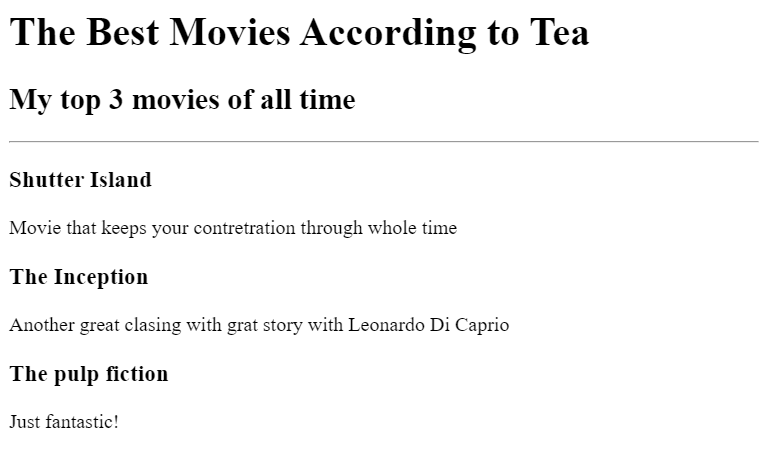 The Best Movies According to Tea
My top 3 movies of all time
Shutter Island
Movie that keeps your contretration through whole time
The Inception
Another great clasing with grat story with Leonardo Di Caprio
The pulp fiction
Just fantastic!